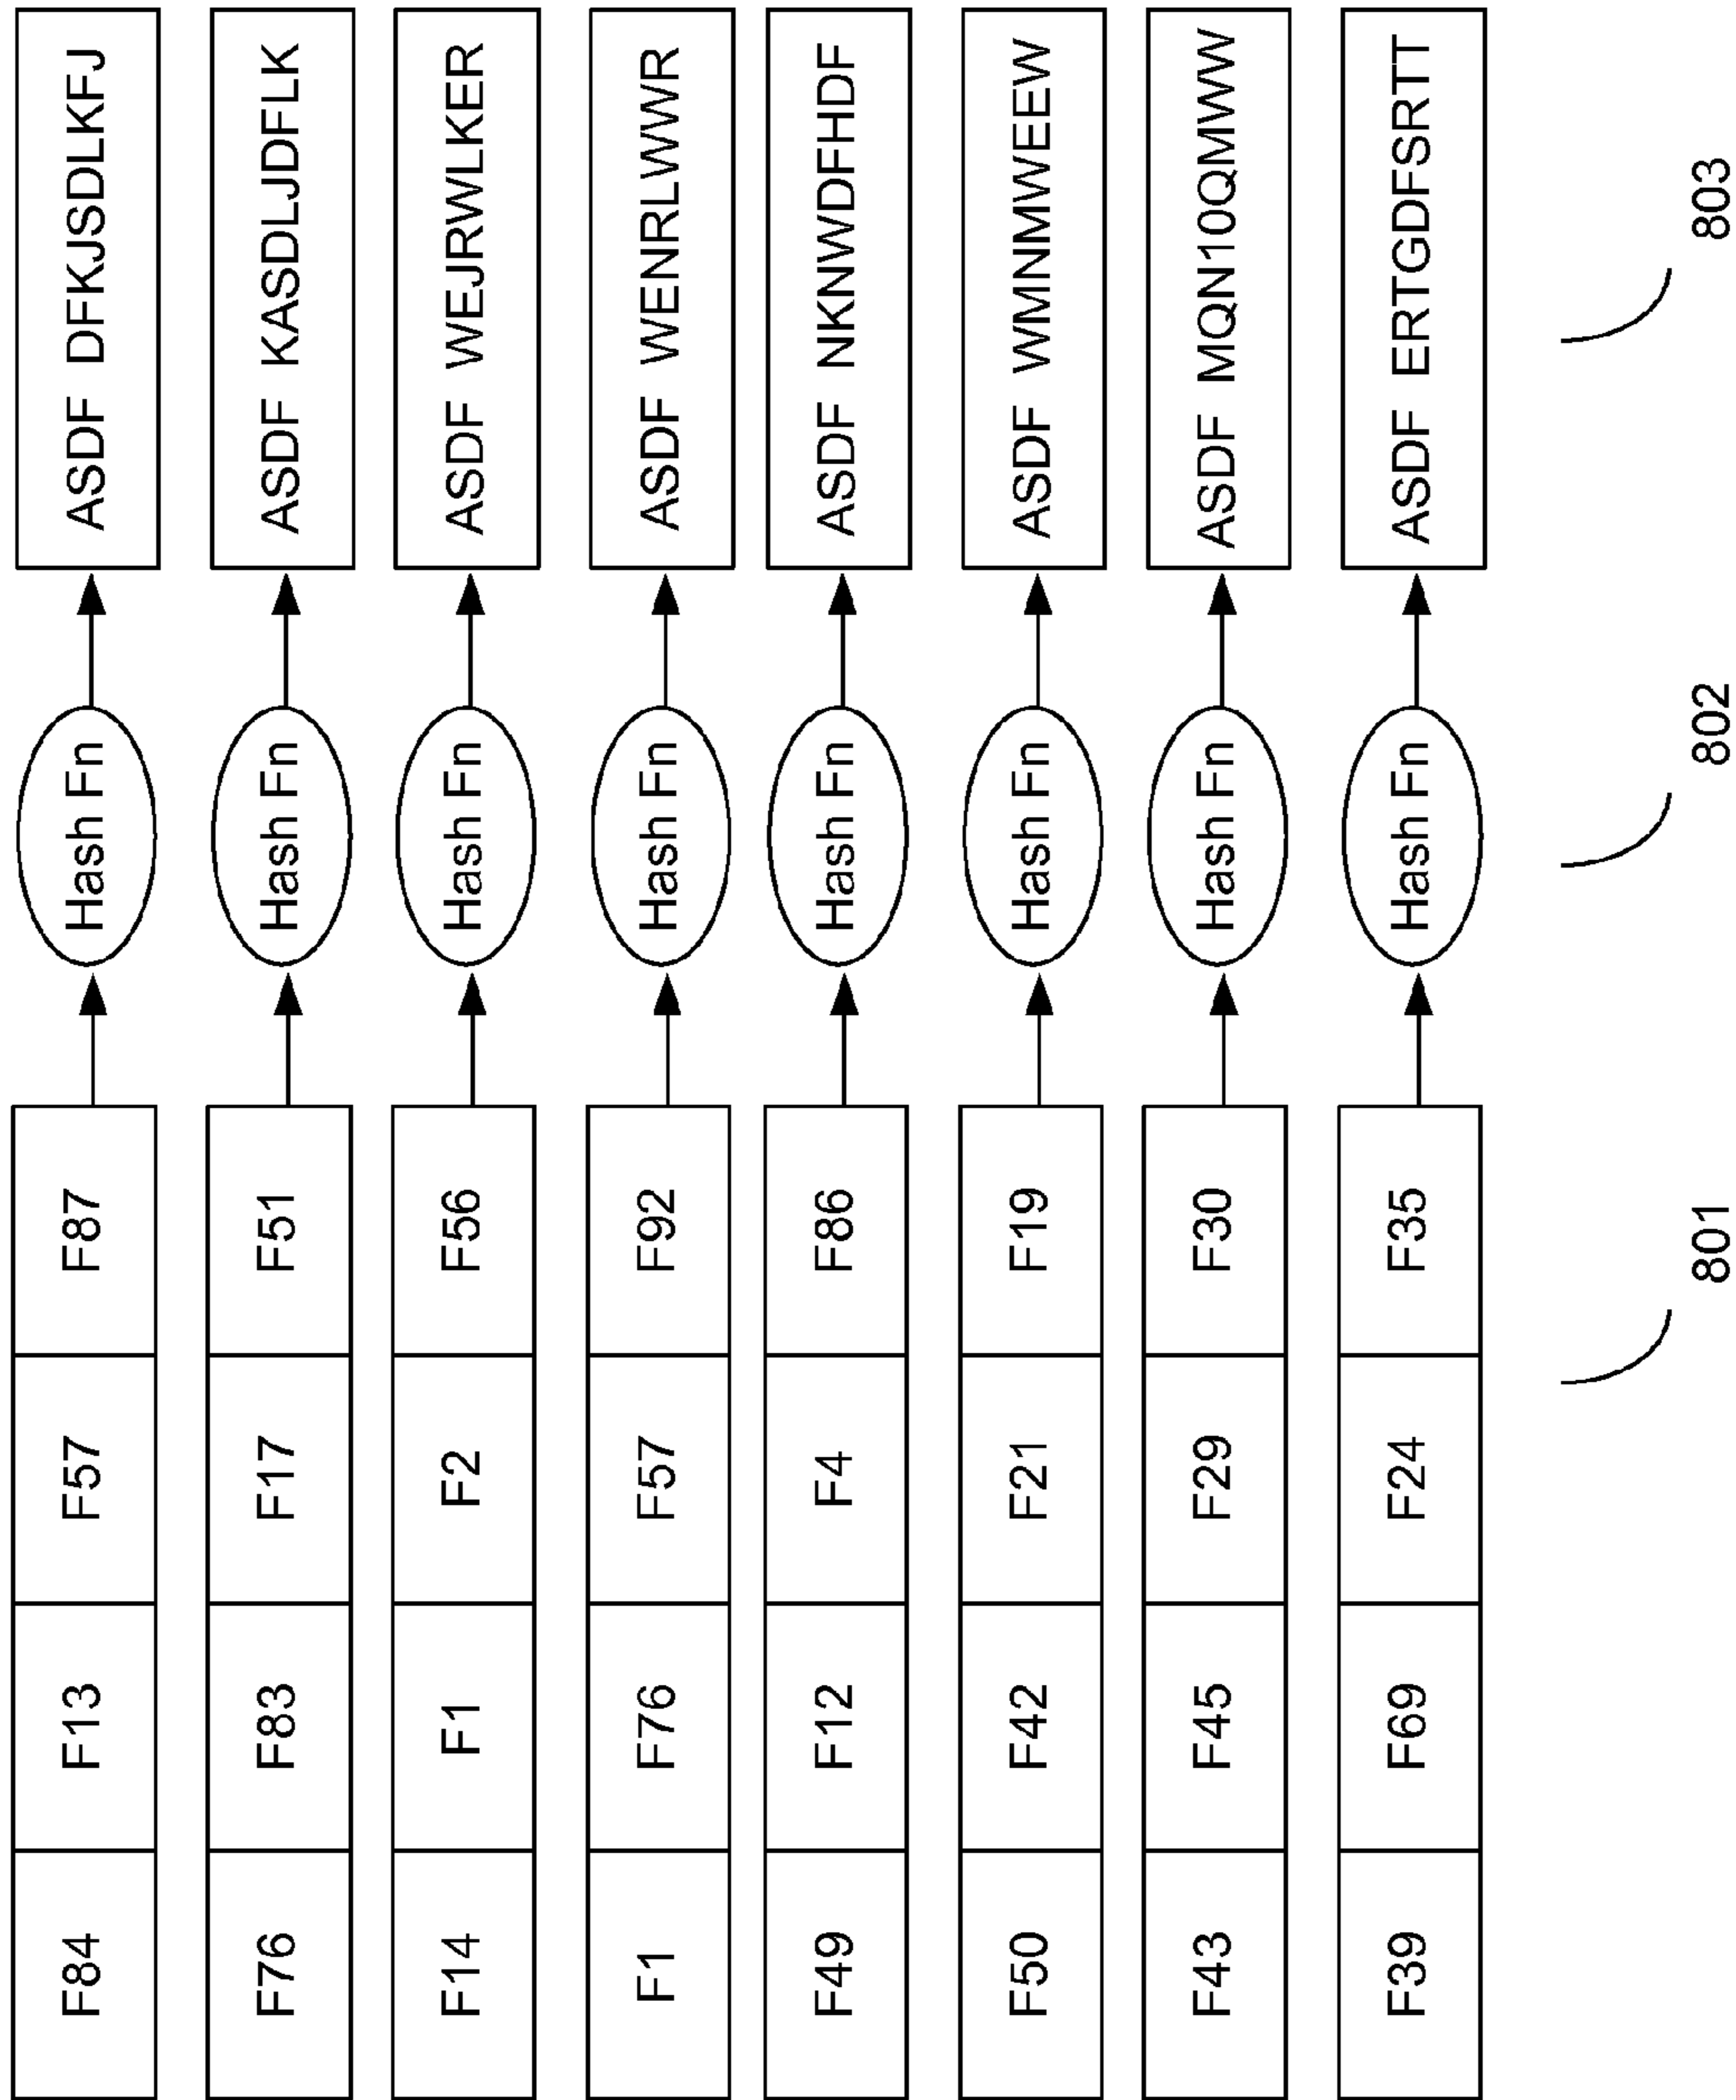 F84 F13 F57 F87 Hash Fn ASDF DFKJSDLKFJ
F76 F83 F17 F51 Hash Fn ASDF KASDLJDFLK
F14 F1 F2 F56 Hash Fn ASDF WEJRWLKER
F1 F76 F57 F92 Hash Fn ASDF WENRLWWR
F49 F12 F4 F86 Hash Fn ASDF NKNWDFHDF
F50 F42 F21 F19 Hash Fn ASDF WMNMWEEW
F43 F45 F29 F30 Hash Fn ASDF MQN10QMWW
F39 F69 F24 F35 Hash Fn ASDF ERTGDFSRTT
801 802 803